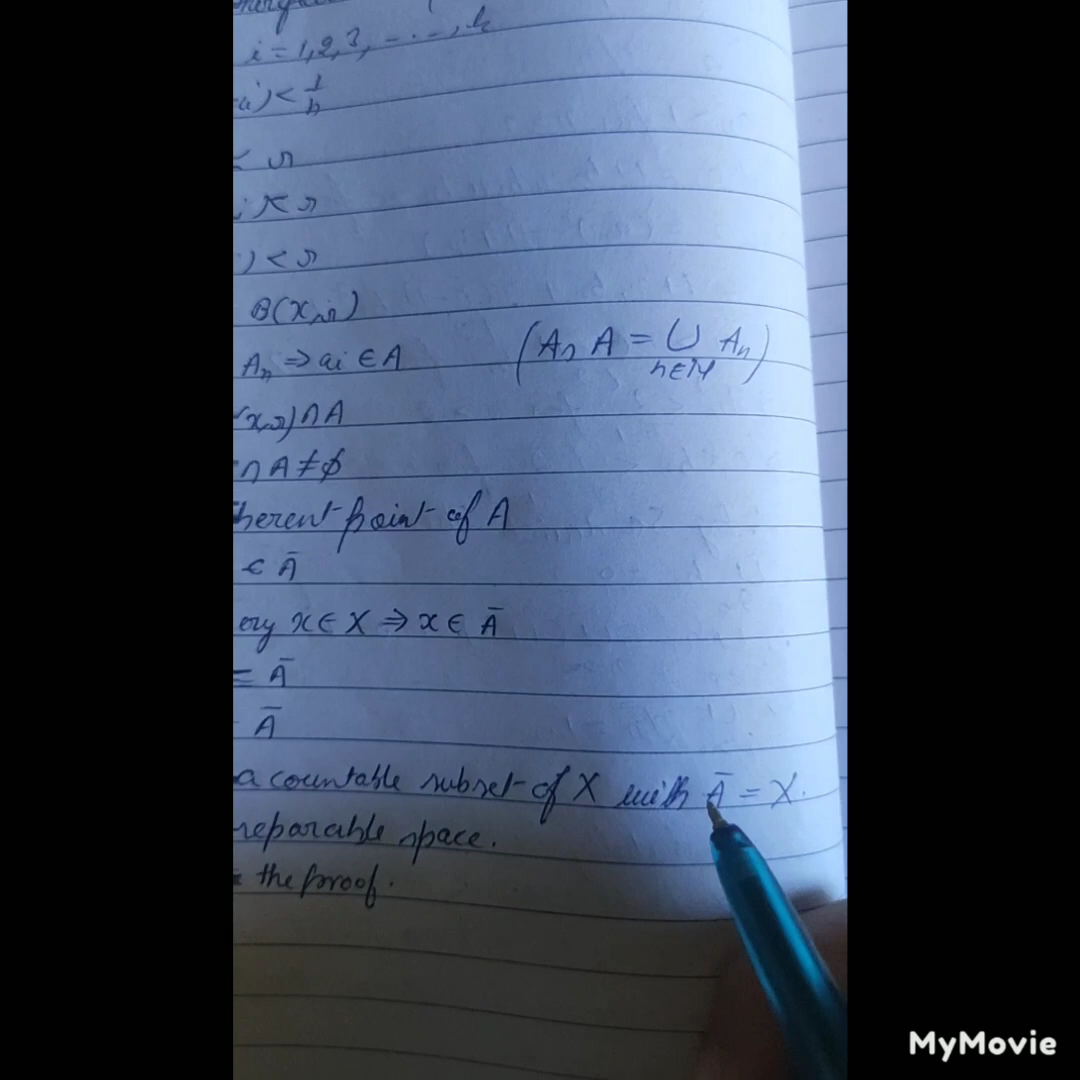 i = 1, 2, 3, - - - -, k
) < 1/n
< r
i < r
) < r
B(x, r)
An ⇒ ai ∈ A (As A = ∪ n∈N An)
(x, r) ∩ A
∩ A ≠ ϕ
herent point of A
∈ Ā
ery x ∈ X ⇒ x ∈ Ā
= Ā
Ā
a countable subset of X with Ā = X.
separable space.
the proof.
MyMovie